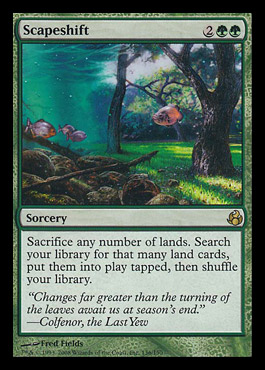 Scapeshift 2
Sorcery
Sacrifice any number of lands. Search
your library for that many land cards,
put them into play tapped, then shuffle
your library.
"Changes far greater than the turning of
the leaves await us at season's end."
—Colfenor, the Last Yew
Fred Fields